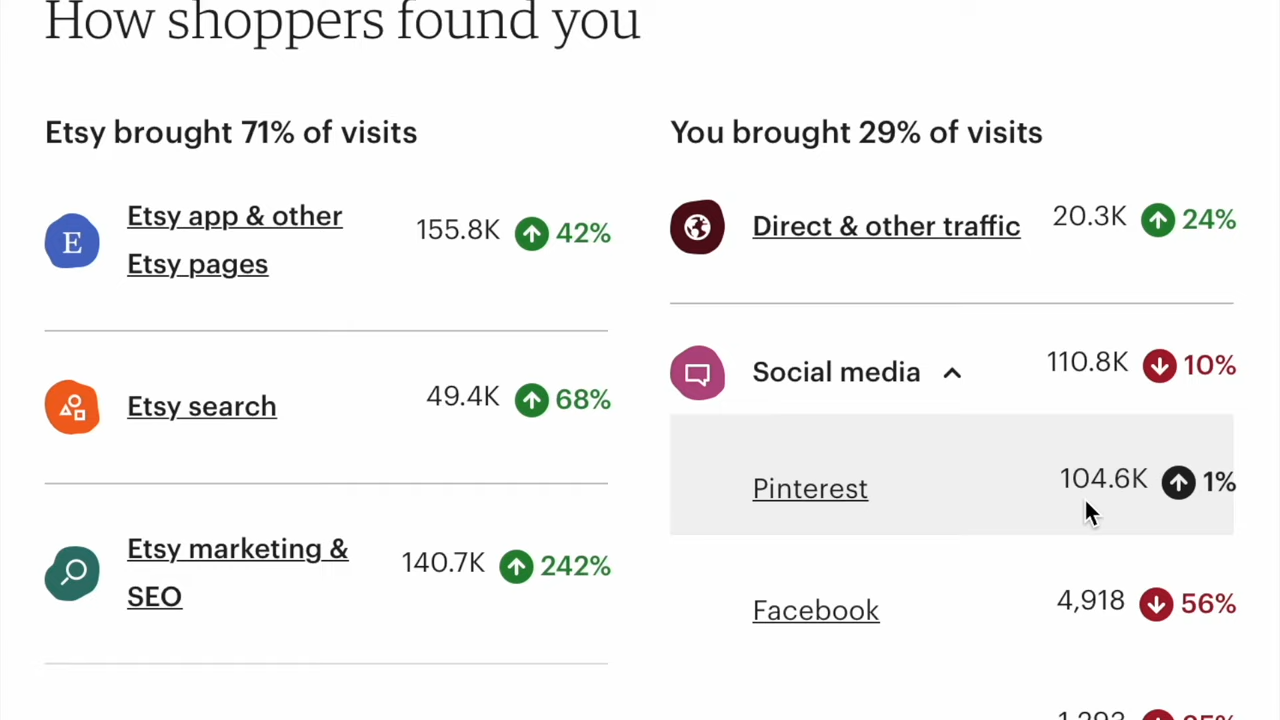 How shoppers found you
Etsy brought 71% of visits
E
Etsy app & other
Etsy pages
155.8K 42%
Etsy search
49.4K 68%
Etsy marketing &
SEO
140.7K 242%
You brought 29% of visits
Direct & other traffic 20.3K 24%
Social media 110.8K 10%
Pinterest 104.6K 1%
Facebook 4,918 56%